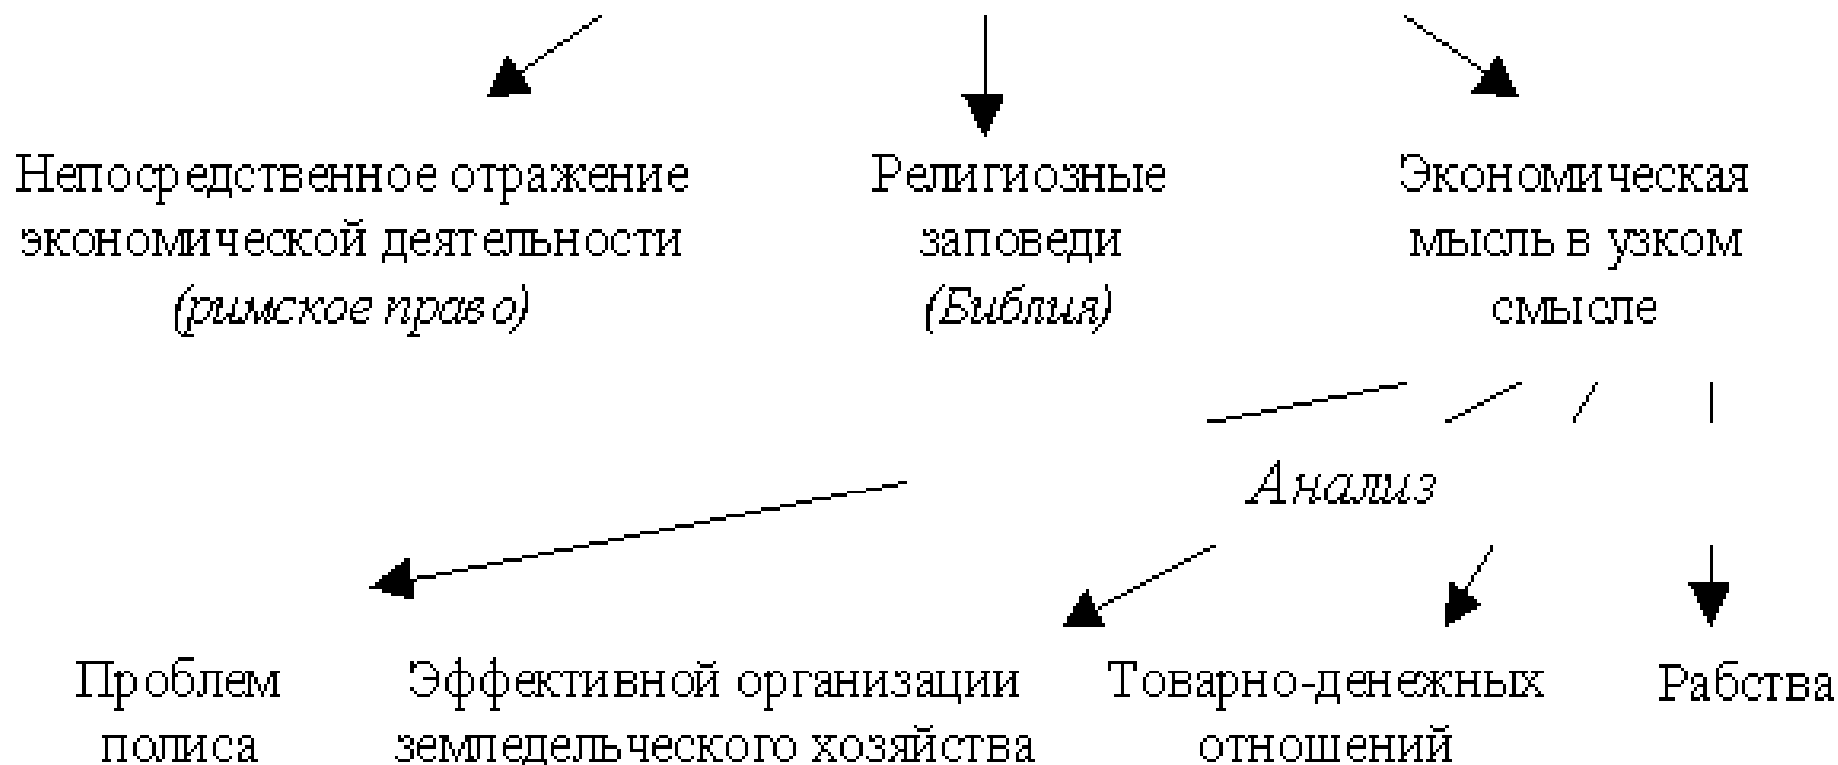 Непосредственное отражение
экономической деятельности
(римское право)
Религиозные
заповеди
(Библия)
Экономическая
мысль в узком
смысле
Анализ
Проблем
полиса
Эффективной организации
земледельческого хозяйства
Товарно-денежных
отношений
Рабства